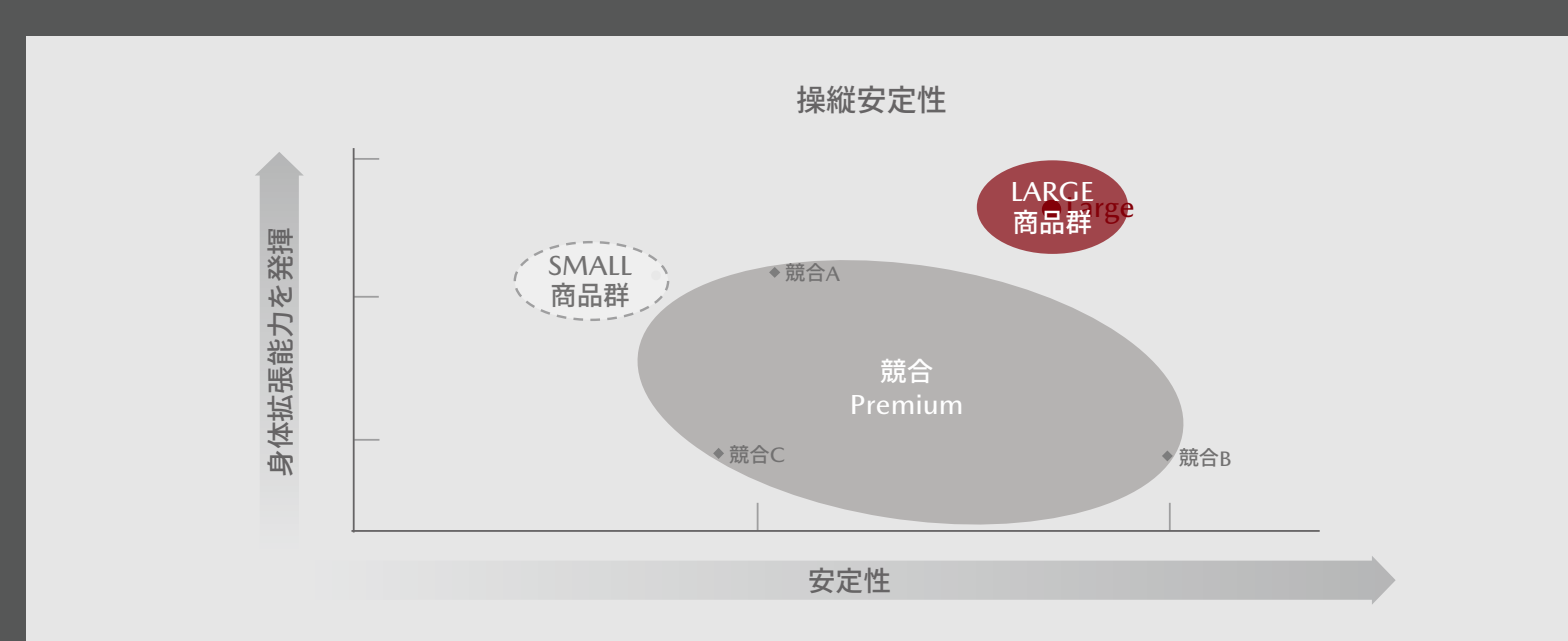 操縦安定性
身体拡張能力を発揮
LARGE
商品群
Large
SMALL
商品群
競合A
競合
Premium
競合C
競合B
安定性